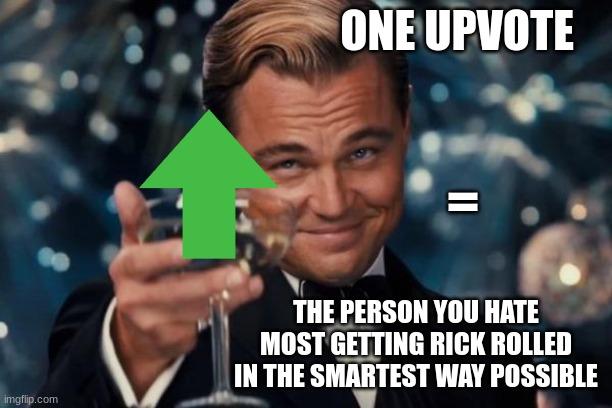 ONE UPVOTE
=
THE PERSON YOU HATE
MOST GETTING RICK ROLLED
IN THE SMARTEST WAY POSSIBLE
imgflip.com